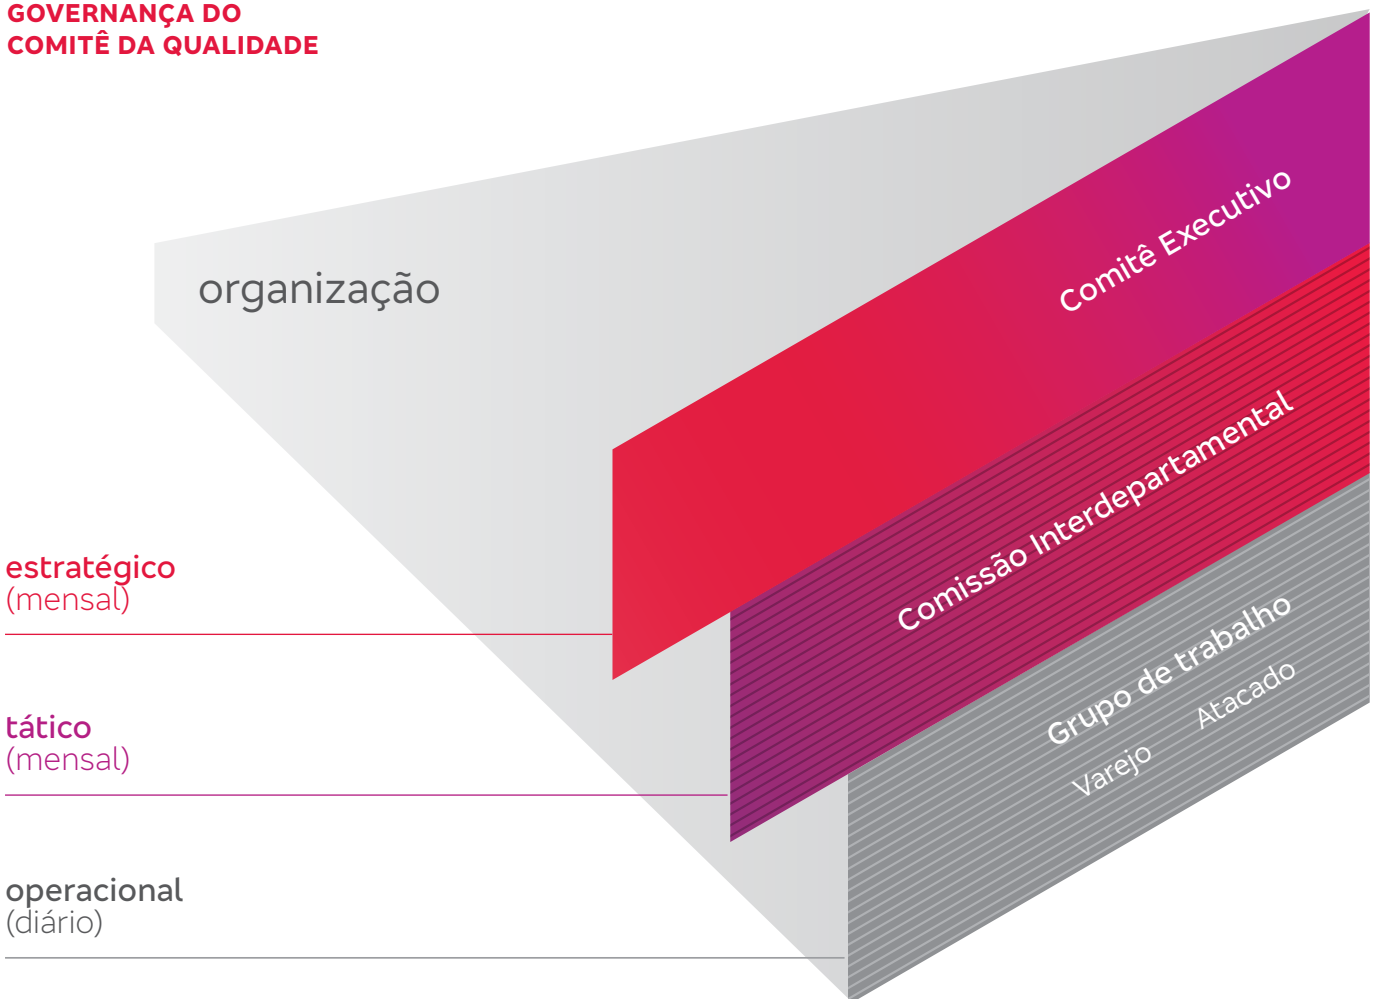 GOVERNANÇA DO
COMITÊ DA QUALIDADE
organização
Comitê Executivo
Comissão Interdepartamental
Grupo de trabalho
Varejo
Atacado
estratégico
(mensal)
tático
(mensal)
operacional
(diário)